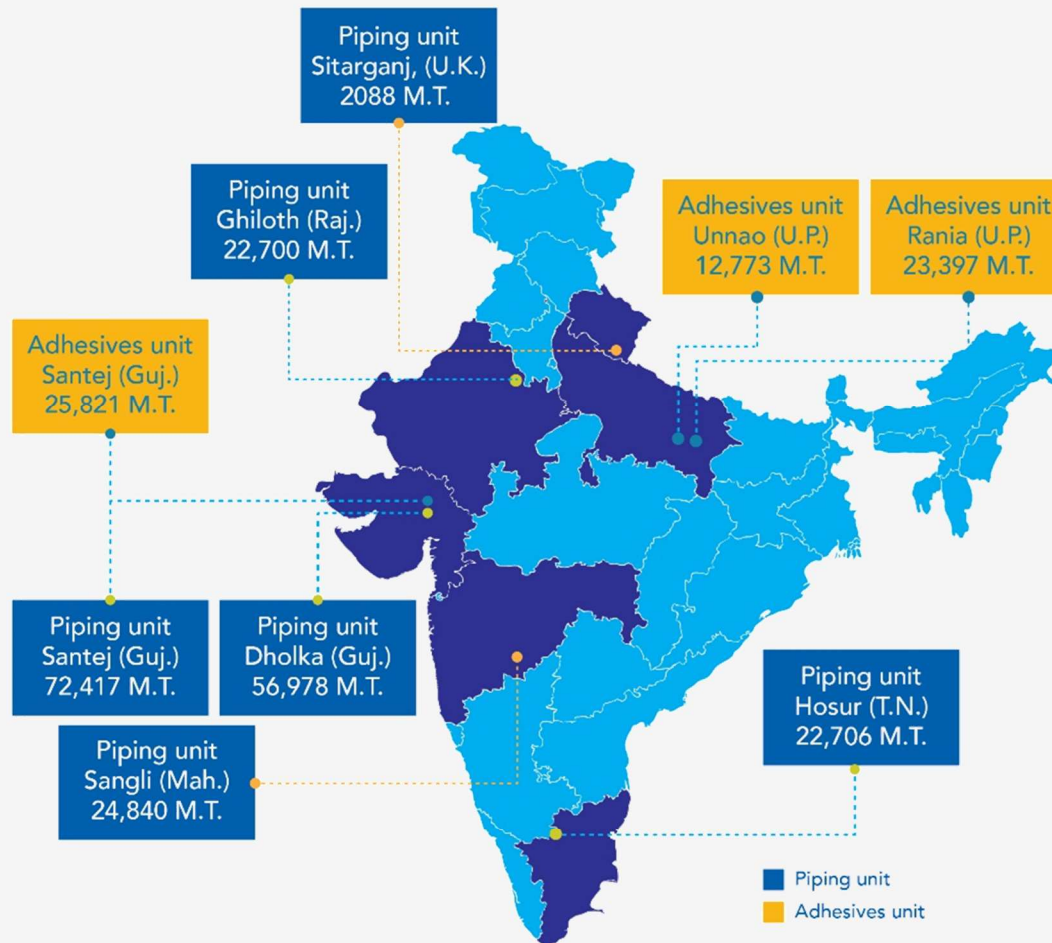 Piping unit
Sitarganj, (U.K.)
2088 M.T.
Piping unit
Ghiloth (Raj.)
22,700 M.T.
Adhesives unit
Unnao (U.P.)
12,773 M.T.
Adhesives unit
Rania (U.P.)
23,397 M.T.
Adhesives unit
Santej (Guj.)
25,821 M.T.
Piping unit
Santej (Guj.)
72,417 M.T.
Piping unit
Dholka (Guj.)
56,978 M.T.
Piping unit
Hosur (T.N.)
22,706 M.T.
Piping unit
Sangli (Mah.)
24,840 M.T.
Piping unit
Adhesives unit